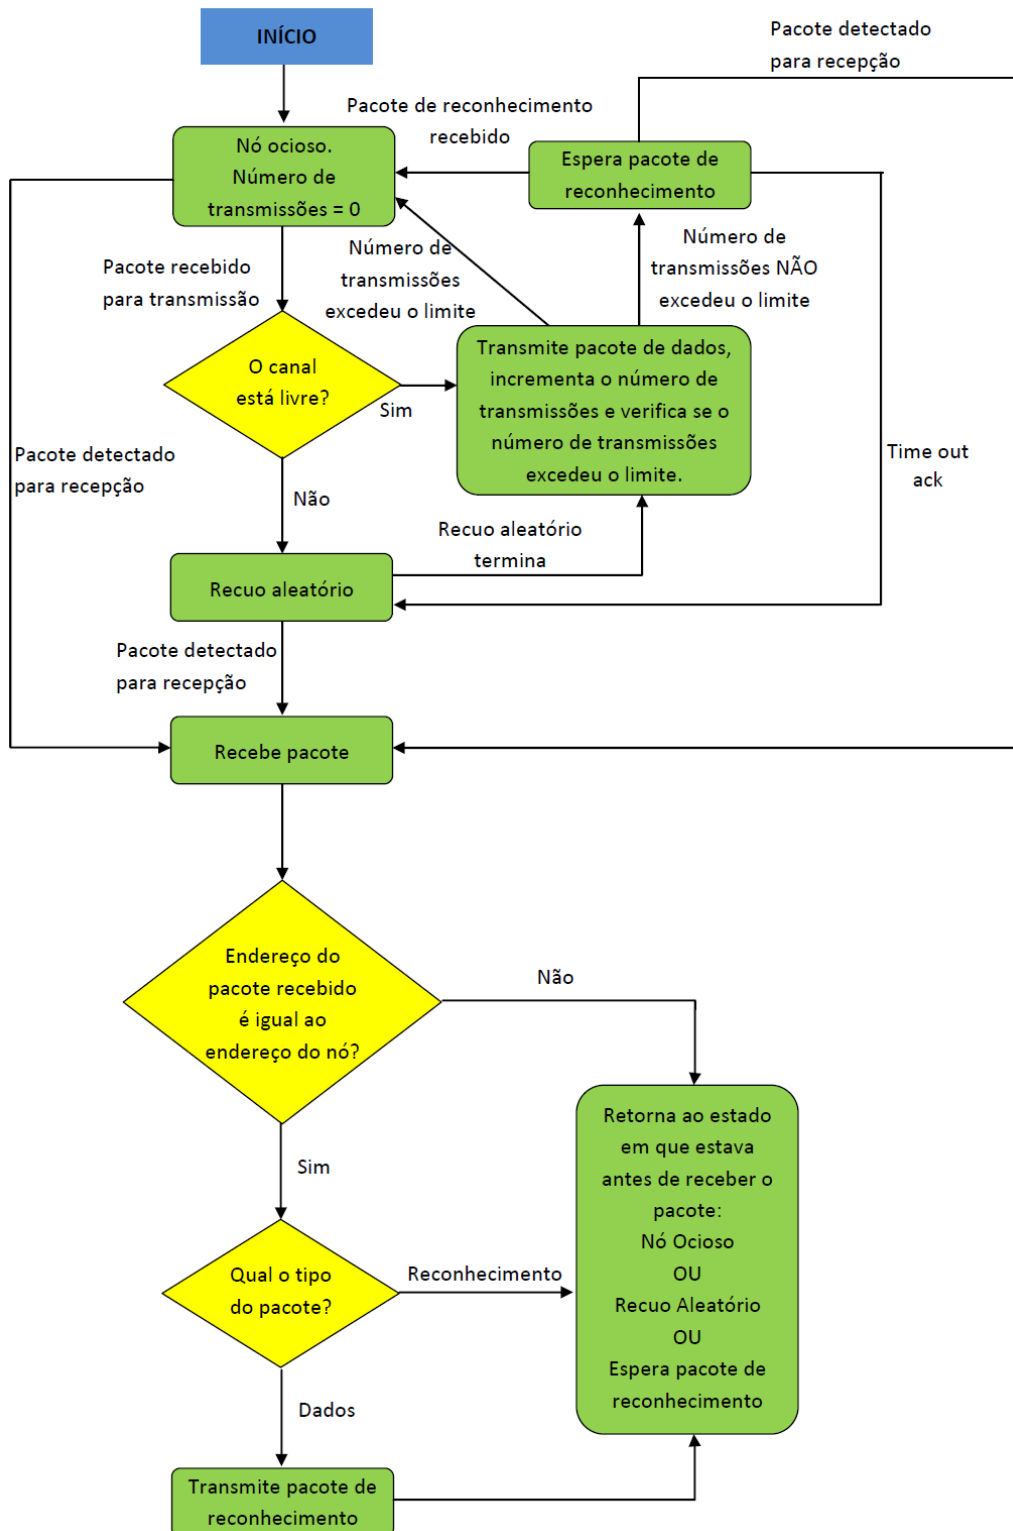 INÍCIO
Pacote detectado
para recepção
Pacote de reconhecimento
recebido
Nó ocioso.
Número de
transmissões = 0
Espera pacote de
reconhecimento
Pacote recebido
para transmissão
Número de
transmissões
excedeu o limite
Número de
transmissões NÃO
excedeu o limite
O canal
está livre?
Sim
Transmite pacote de dados,
incrementa o número de
transmissões e verifica se o
número de transmissões
excedeu o limite.
Pacote detectado
para recepção
Time out
ack
Não
Recuo aleatório
termina
Recuo aleatório
Pacote detectado
para recepção
Recebe pacote
Endereço do
pacote recebido
é igual ao
endereço do nó?
Não
Sim
Retorna ao estado
em que estava
antes de receber o
pacote:
Nó Ocioso
OU
Recuo Aleatório
OU
Espera pacote de
reconhecimento
Qual o tipo
do pacote?
Reconhecimento
Dados
Transmite pacote de
reconhecimento